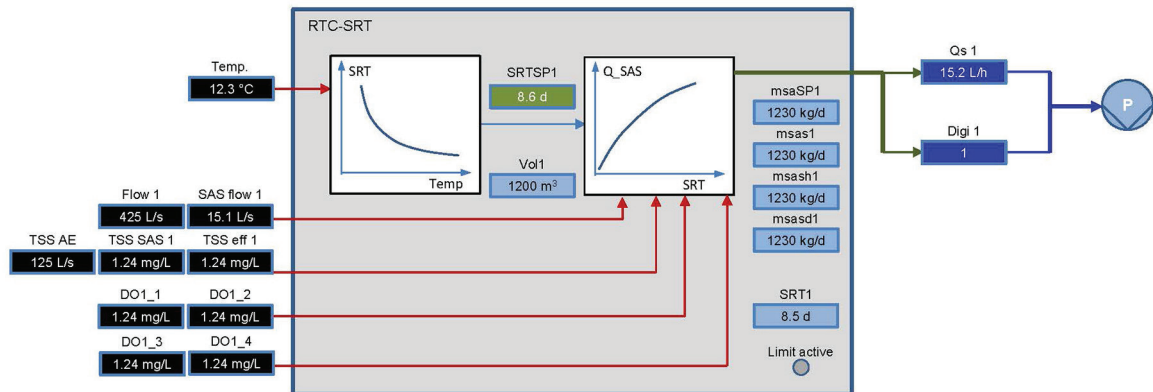 RTC-SRT
Temp.
12.3 °C
SRT
Temp
SRTSP1
8.6 d
Vol1
1200 m³
Q_SAS
SRT
msaSP1
1230 kg/d
msas1
1230 kg/d
msash1
1230 kg/d
msasd1
1230 kg/d
SRT1
8.5 d
Limit active
Qs 1
15.2 L/h
Digi 1
1
P
Flow 1
SAS flow 1
425 L/s
15.1 L/s
TSS AE
TSS SAS 1
TSS eff 1
125 L/s
1.24 mg/L
1.24 mg/L
DO1_1
DO1_2
1.24 mg/L
1.24 mg/L
DO1_3
DO1_4
1.24 mg/L
1.24 mg/L